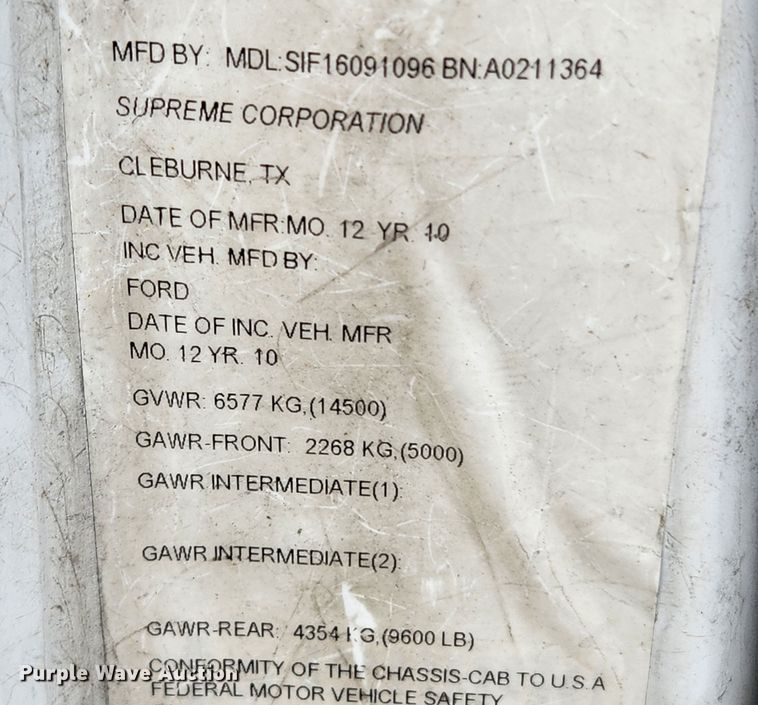 MFD BY: MDL:SIF16091096 BN:A0211364
SUPREME CORPORATION
CLEBURNE, TX
DATE OF MFR:MO. 12 YR. 10
INC VEH. MFD BY:
FORD
DATE OF INC. VEH. MFR
MO. 12 YR. 10
GVWR: 6577 KG,(14500)
GAWR-FRONT: 2268 KG,(5000)
GAWR INTERMEDIATE(1):
GAWR INTERMEDIATE(2):
GAWR-REAR: 4354 KG,(9600 LB)
CONFORMITY OF THE CHASSIS-CAB TO U.S.A
FEDERAL MOTOR VEHICLE SAFETY
Purple Wave Auction